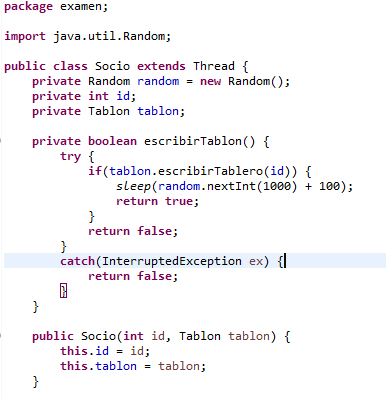 package examen;
import java.util.Random;
public class Socio extends Thread {
private Random random = new Random();
private int id;
private Tablon tablon;
private boolean escribirTablon() {
try {
if(tablon.escribirTablero(id)) {
sleep(random.nextInt(1000) + 100);
return true;
}
return false;
}
catch(InterruptedException ex) {
return false;
}
}
public Socio(int id, Tablon tablon) {
this.id = id;
this.tablon = tablon;
}